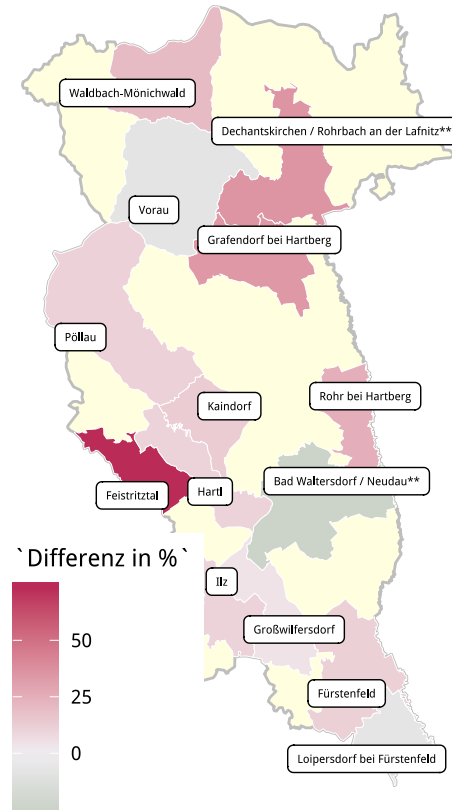 Waldbach-Mönichwald
Dechantskirchen / Rohrbach an der Lafnitz**
Vorau
Grafendorf bei Hartberg
Pöllau
Rohr bei Hartberg
Kaindorf
Bad Waltersdorf / Neudau**
Hartl
Feistritztal
`Differenz in %`
Ilz
Großwilfersdorf
50
Fürstenfeld
25
0
Loipersdorf bei Fürstenfeld